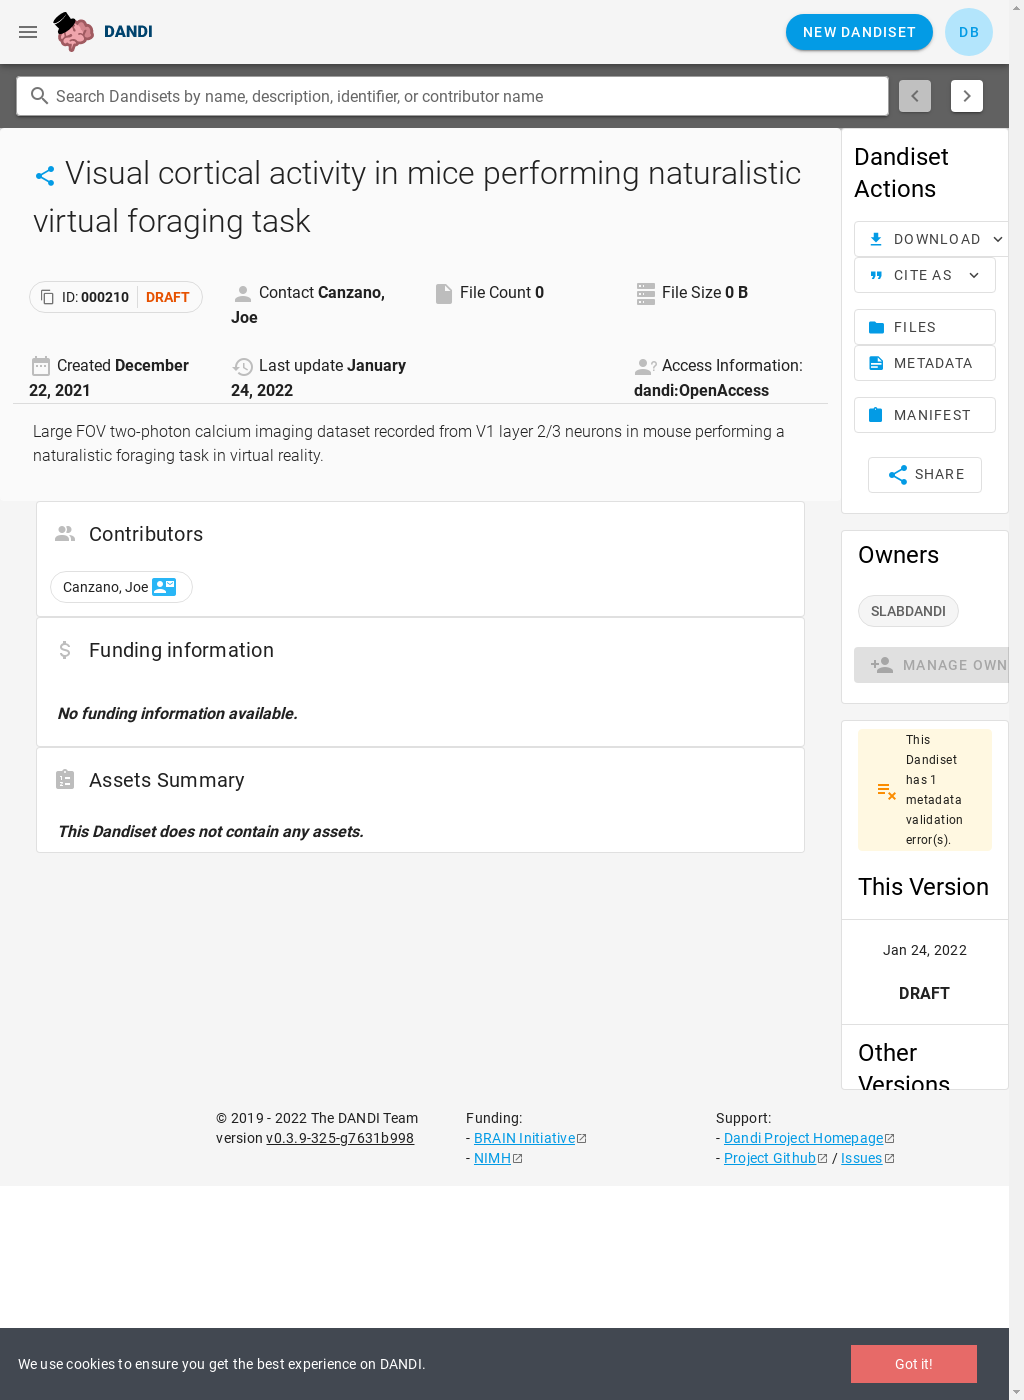 DANDI
NEW DANDISET
DB
Search Dandisets by name, description, identifier, or contributor name
Visual cortical activity in mice performing naturalistic
virtual foraging task
ID: 000210
DRAFT
Contact Canzano,
Joe
File Count 0
File Size 0 B
Created December
22, 2021
Last update January
24, 2022
Access Information:
dandi:OpenAccess
Large FOV two-photon calcium imaging dataset recorded from V1 layer 2/3 neurons in mouse performing a
naturalistic foraging task in virtual reality.
Contributors
Canzano, Joe
Funding information
No funding information available.
Assets Summary
This Dandiset does not contain any assets.
Dandiset
Actions
DOWNLOAD
CITE AS
FILES
METADATA
MANIFEST
SHARE
Owners
SLABDANDI
MANAGE OWN
This
Dandiset
has 1
metadata
validation
error(s).
This Version
Jan 24, 2022
DRAFT
Other
Versions
© 2019 - 2022 The DANDI Team
version v0.3.9-325-g7631b998
Funding:
- BRAIN Initiative
- NIMH
Support:
- Dandi Project Homepage
- Project Github / Issues
We use cookies to ensure you get the best experience on DANDI.
Got it!